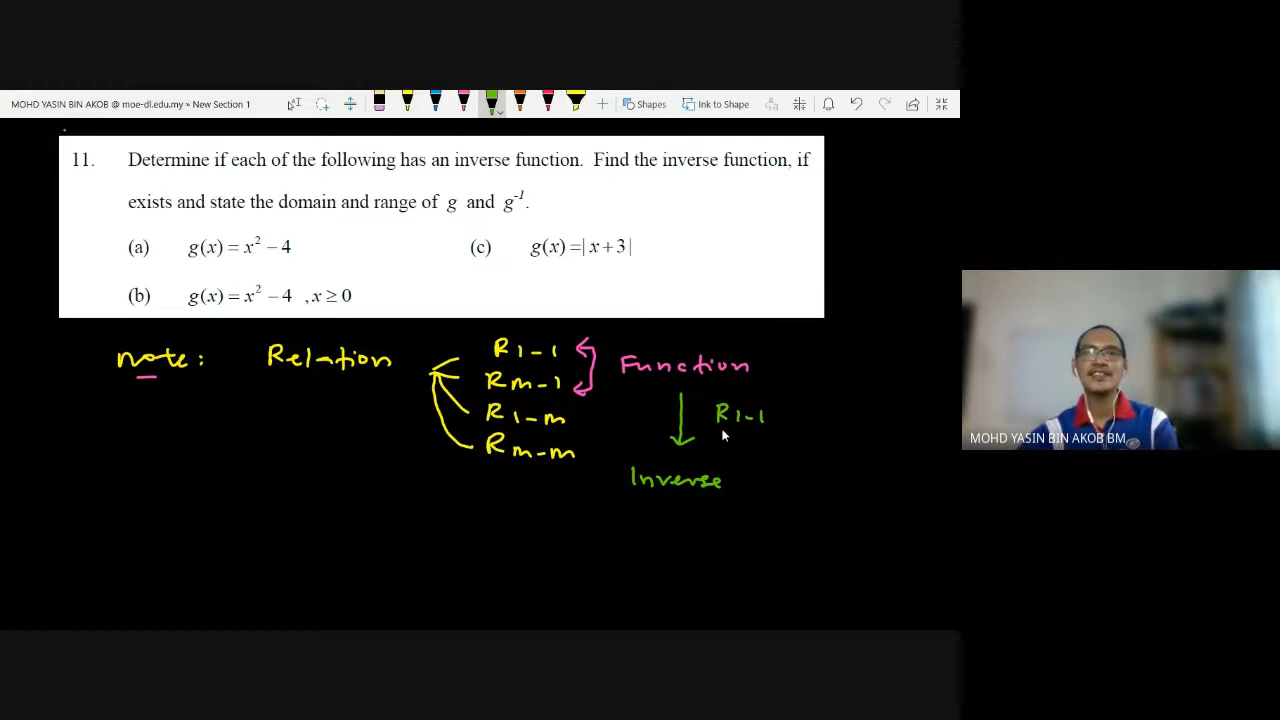 MOHD YASIN BIN AKOB @ moe-dl.edu.my » New Section 1
Shapes
Ink to Shape
11. Determine if each of the following has an inverse function. Find the inverse function, if
exists and state the domain and range of g and g⁻¹.
(a) g(x) = x² − 4 (c) g(x) =| x + 3 |
(b) g(x) = x² − 4 , x ≥ 0
note: Relation
R 1 - 1
R m - 1
R 1 - m
R m - m
Function
R 1 - 1
Inverse
MOHD YASIN BIN AKOB BM